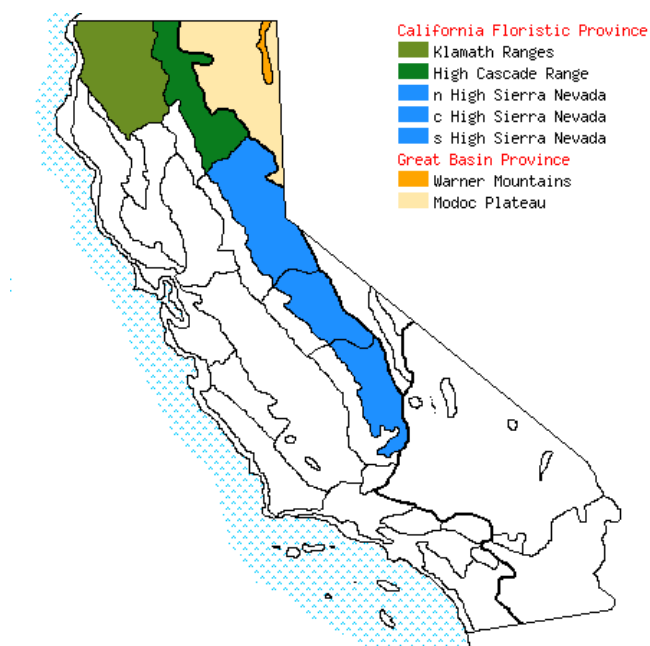 California Floristic Province
Klamath Ranges
High Cascade Range
n High Sierra Nevada
c High Sierra Nevada
s High Sierra Nevada
Great Basin Province
Warner Mountains
Modoc Plateau